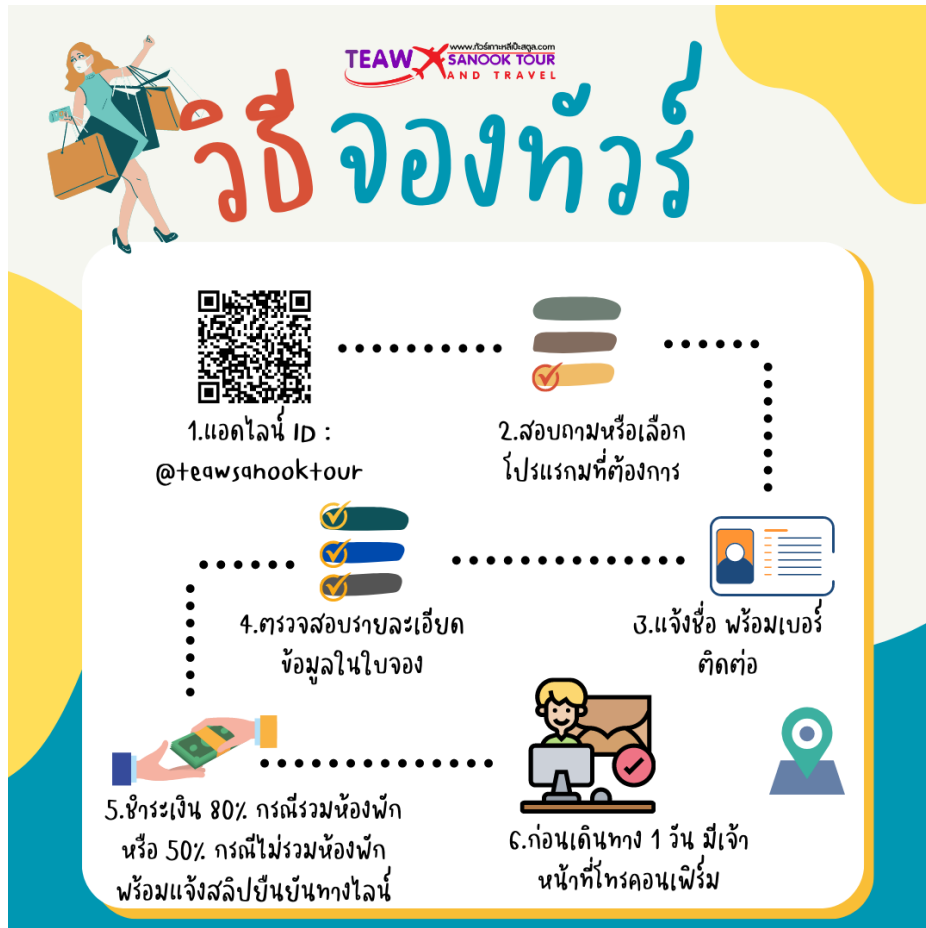 www.ทัวร์เกาะหลีเป๊ะสตูล.com
TEAW SANOOK TOUR
AND TRAVEL
วิธีจองทัวร์
1.แอดไลน์ ID :
@teawsanooktour
2.สอบถามหรือเลือก
โปรแรกมที่ต้องการ
3.แจ้งชื่อ พร้อมเบอร์
ติดต่อ
4.ตรวจสอบรายละเอียด
ข้อมูลในใบจอง
5.ชำระเงิน 80% กรณีรวมห้องพัก
หรือ 50% กรณีไม่รวมห้องพัก
พร้อมแจ้งสลิปยืนยันทางไลน์
6.ก่อนเดินทาง 1 วัน มีเจ้า
หน้าที่โทรคอนเฟิร์ม